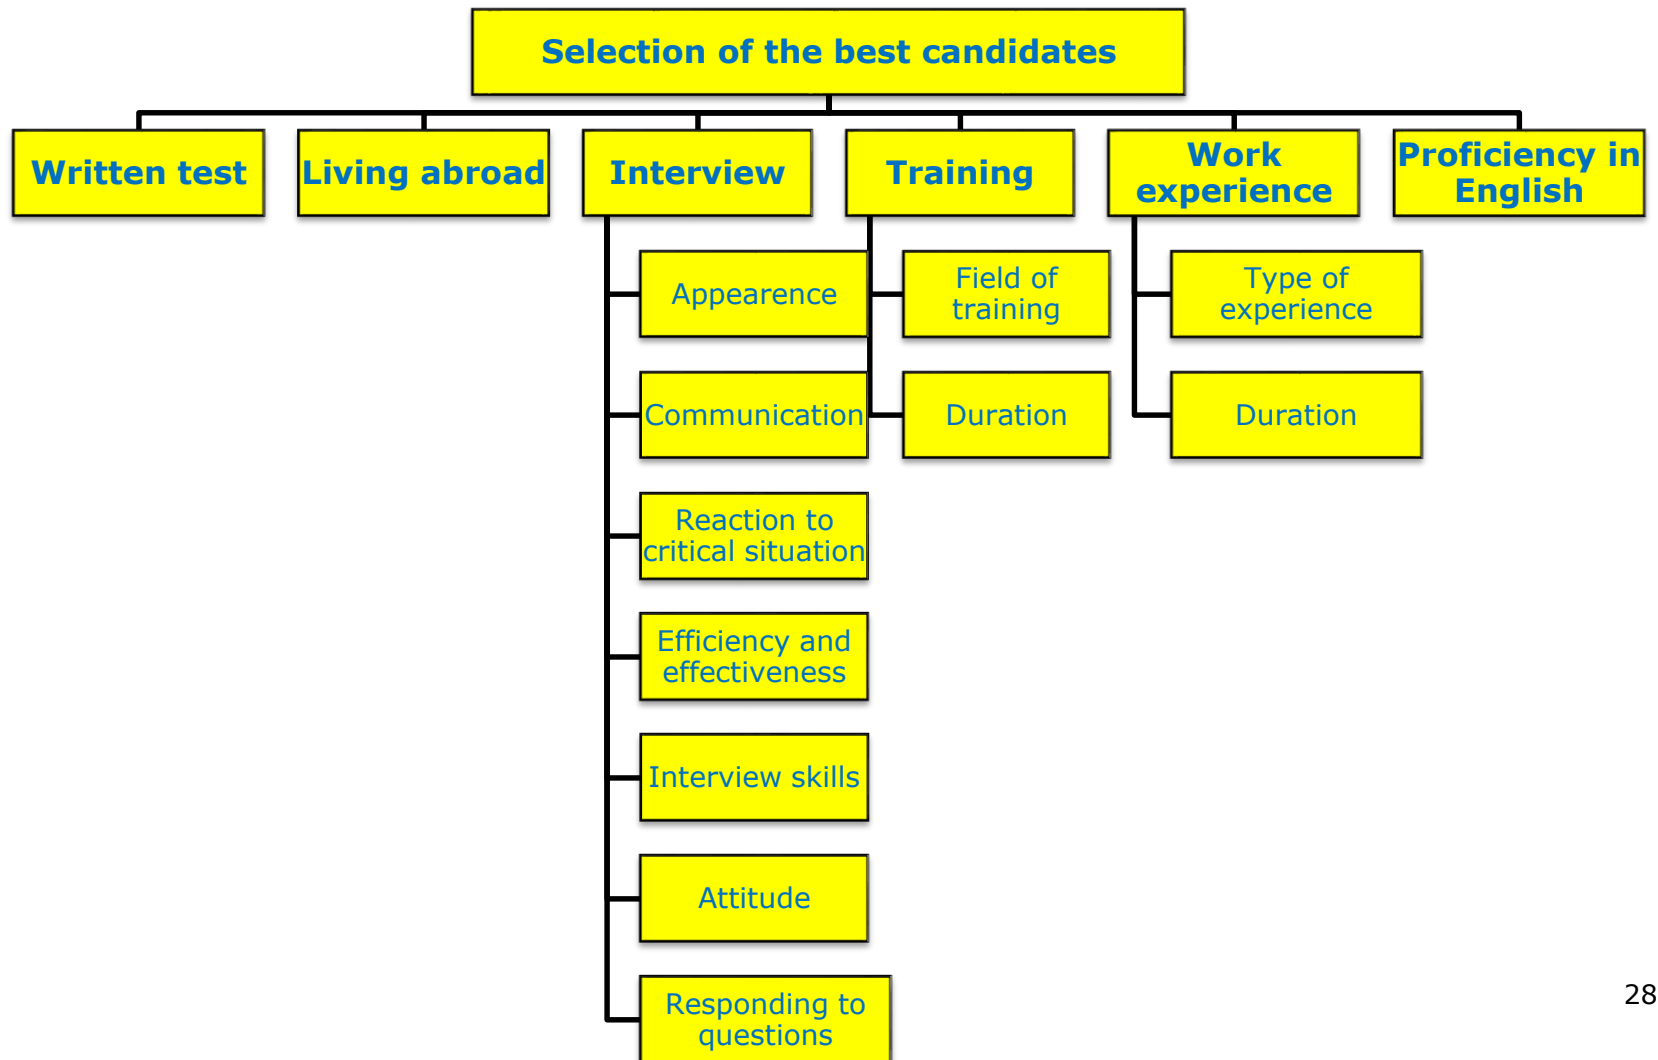 Selection of the best candidates
Written test
Living abroad
Interview
Training
Work
experience
Proficiency in
English
Appearence
Communication
Reaction to
critical situation
Efficiency and
effectiveness
Interview skills
Attitude
Responding to
questions
Field of
training
Duration
Type of
experience
Duration
28